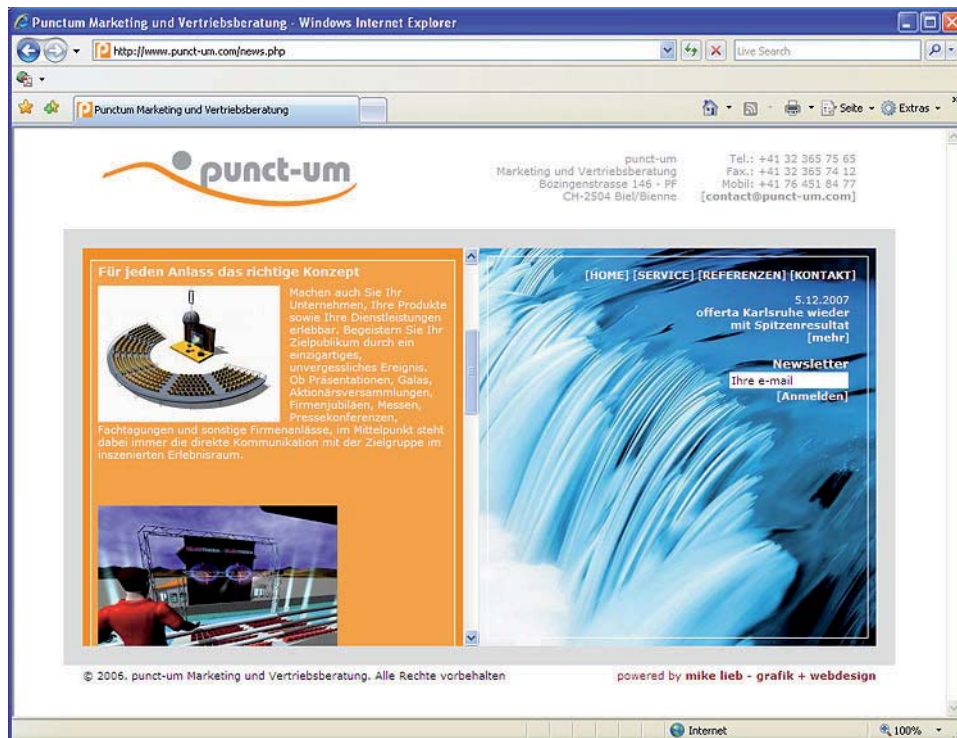 Punctum Marketing und Vertriebsberatung - Windows Internet Explorer
http://www.punct-um.com/news.php
Live Search
Punctum Marketing und Vertriebsberatung
Seite
Extras
punct-um
punct-um
Marketing und Vertriebsberatung
Bözingenstrasse 146 - PF
CH-2504 Biel/Bienne
Tel.: +41 32 365 75 65
Fax.: +41 32 365 74 12
Mobil: +41 76 451 84 77
[contact@punct-um.com]
Für jeden Anlass das richtige Konzept
Machen auch Sie Ihr
Unternehmen, Ihre Produkte
sowie Ihre Dienstleistungen
erlebbar. Begeistern Sie Ihr
Zielpublikum durch ein
einzigartiges,
unvergessliches Ereignis.
Ob Präsentationen, Galas,
Aktionärsversammlungen,
Firmenjubiläen, Messen,
Pressekonferenzen,
Fachtagungen und sonstige Firmenanlässe, im Mittelpunkt steht
dabei immer die direkte Kommunikation mit der Zielgruppe im
inszenierten Erlebnisraum.
[HOME] [SERVICE] [REFERENZEN] [KONTAKT]
5.12.2007
offerta Karlsruhe wieder
mit Spitzenresultat
[mehr]
Newsletter
Ihre e-mail
[Anmelden]
© 2006. punct-um Marketing und Vertriebsberatung. Alle Rechte vorbehalten
powered by mike lieb - grafik + webdesign
Internet
100%